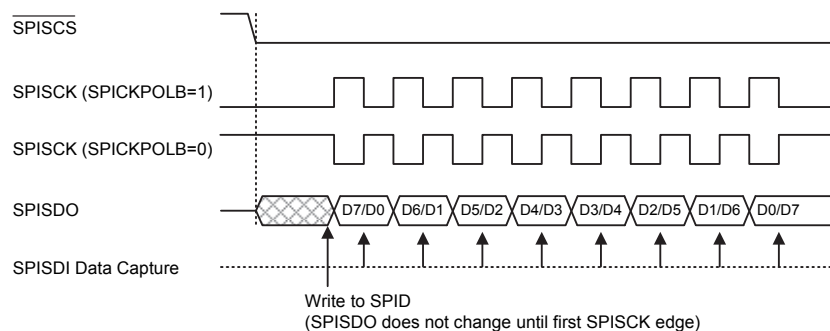 SPISCS
SPISCK (SPICKPOLB=1)
SPISCK (SPICKPOLB=0)
SPISDO
D7/D0 D6/D1 D5/D2 D4/D3 D3/D4 D2/D5 D1/D6 D0/D7
SPISDI Data Capture
Write to SPID
(SPISDO does not change until first SPISCK edge)